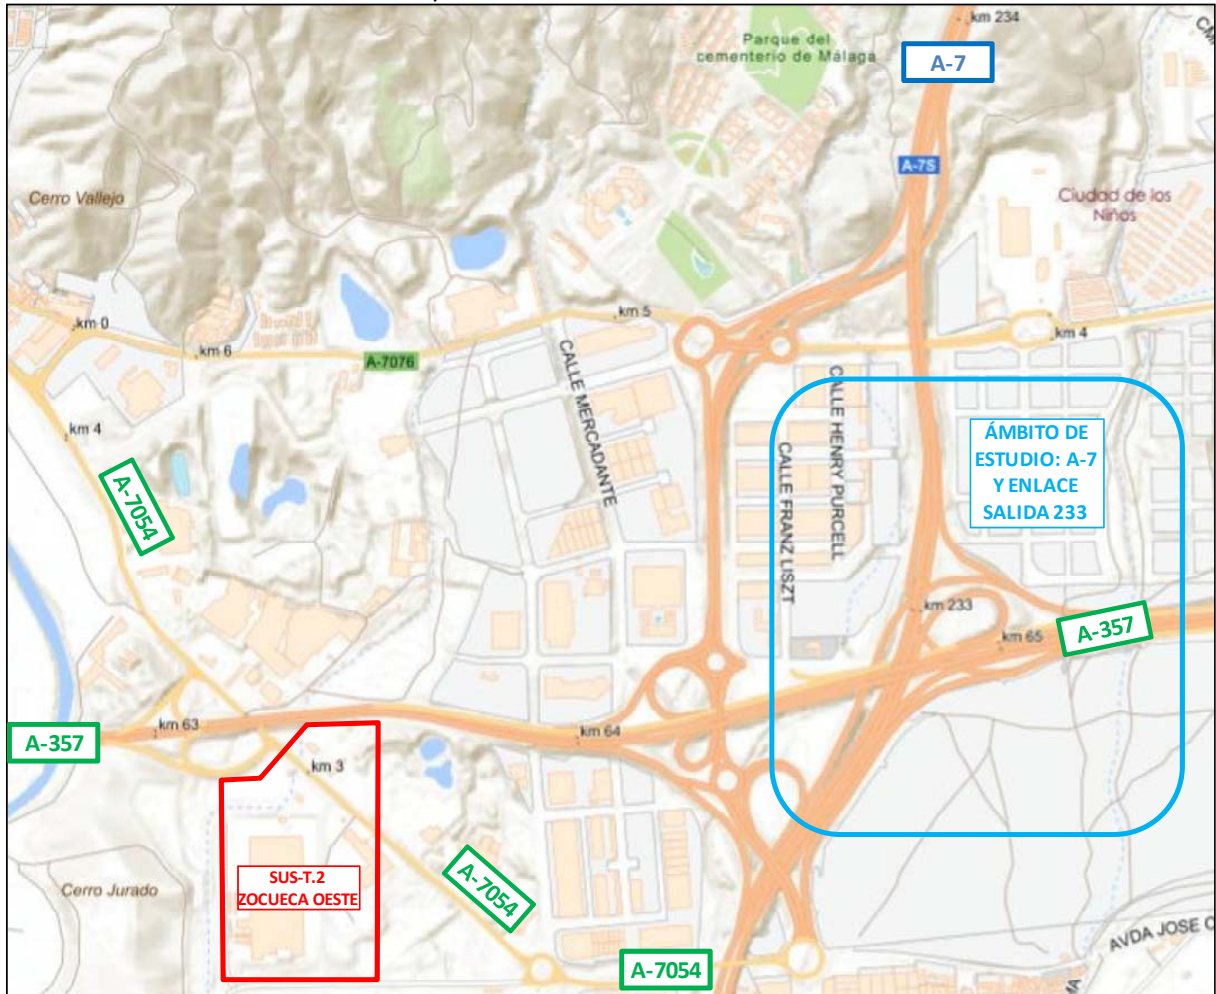 km 234
Parque del
cementerio de Málaga
A-7
A-7S
Cerro Vallejo
Ciudad de los
Niños
km 0
km 5
km 4
km 6
A-7076
CALLE MERCADANTE
CALLE HENRY PURCELL
CALLE FRANZ LISZT
km 4
ÁMBITO DE
ESTUDIO: A-7
Y ENLACE
SALIDA 233
A-7054
km 233
km 65
A-357
km 63
km 64
A-357
km 3
SUS-T.2
ZOCUECA OESTE
Cerro Jurado
A-7054
AVDA JOSE O
A-7054